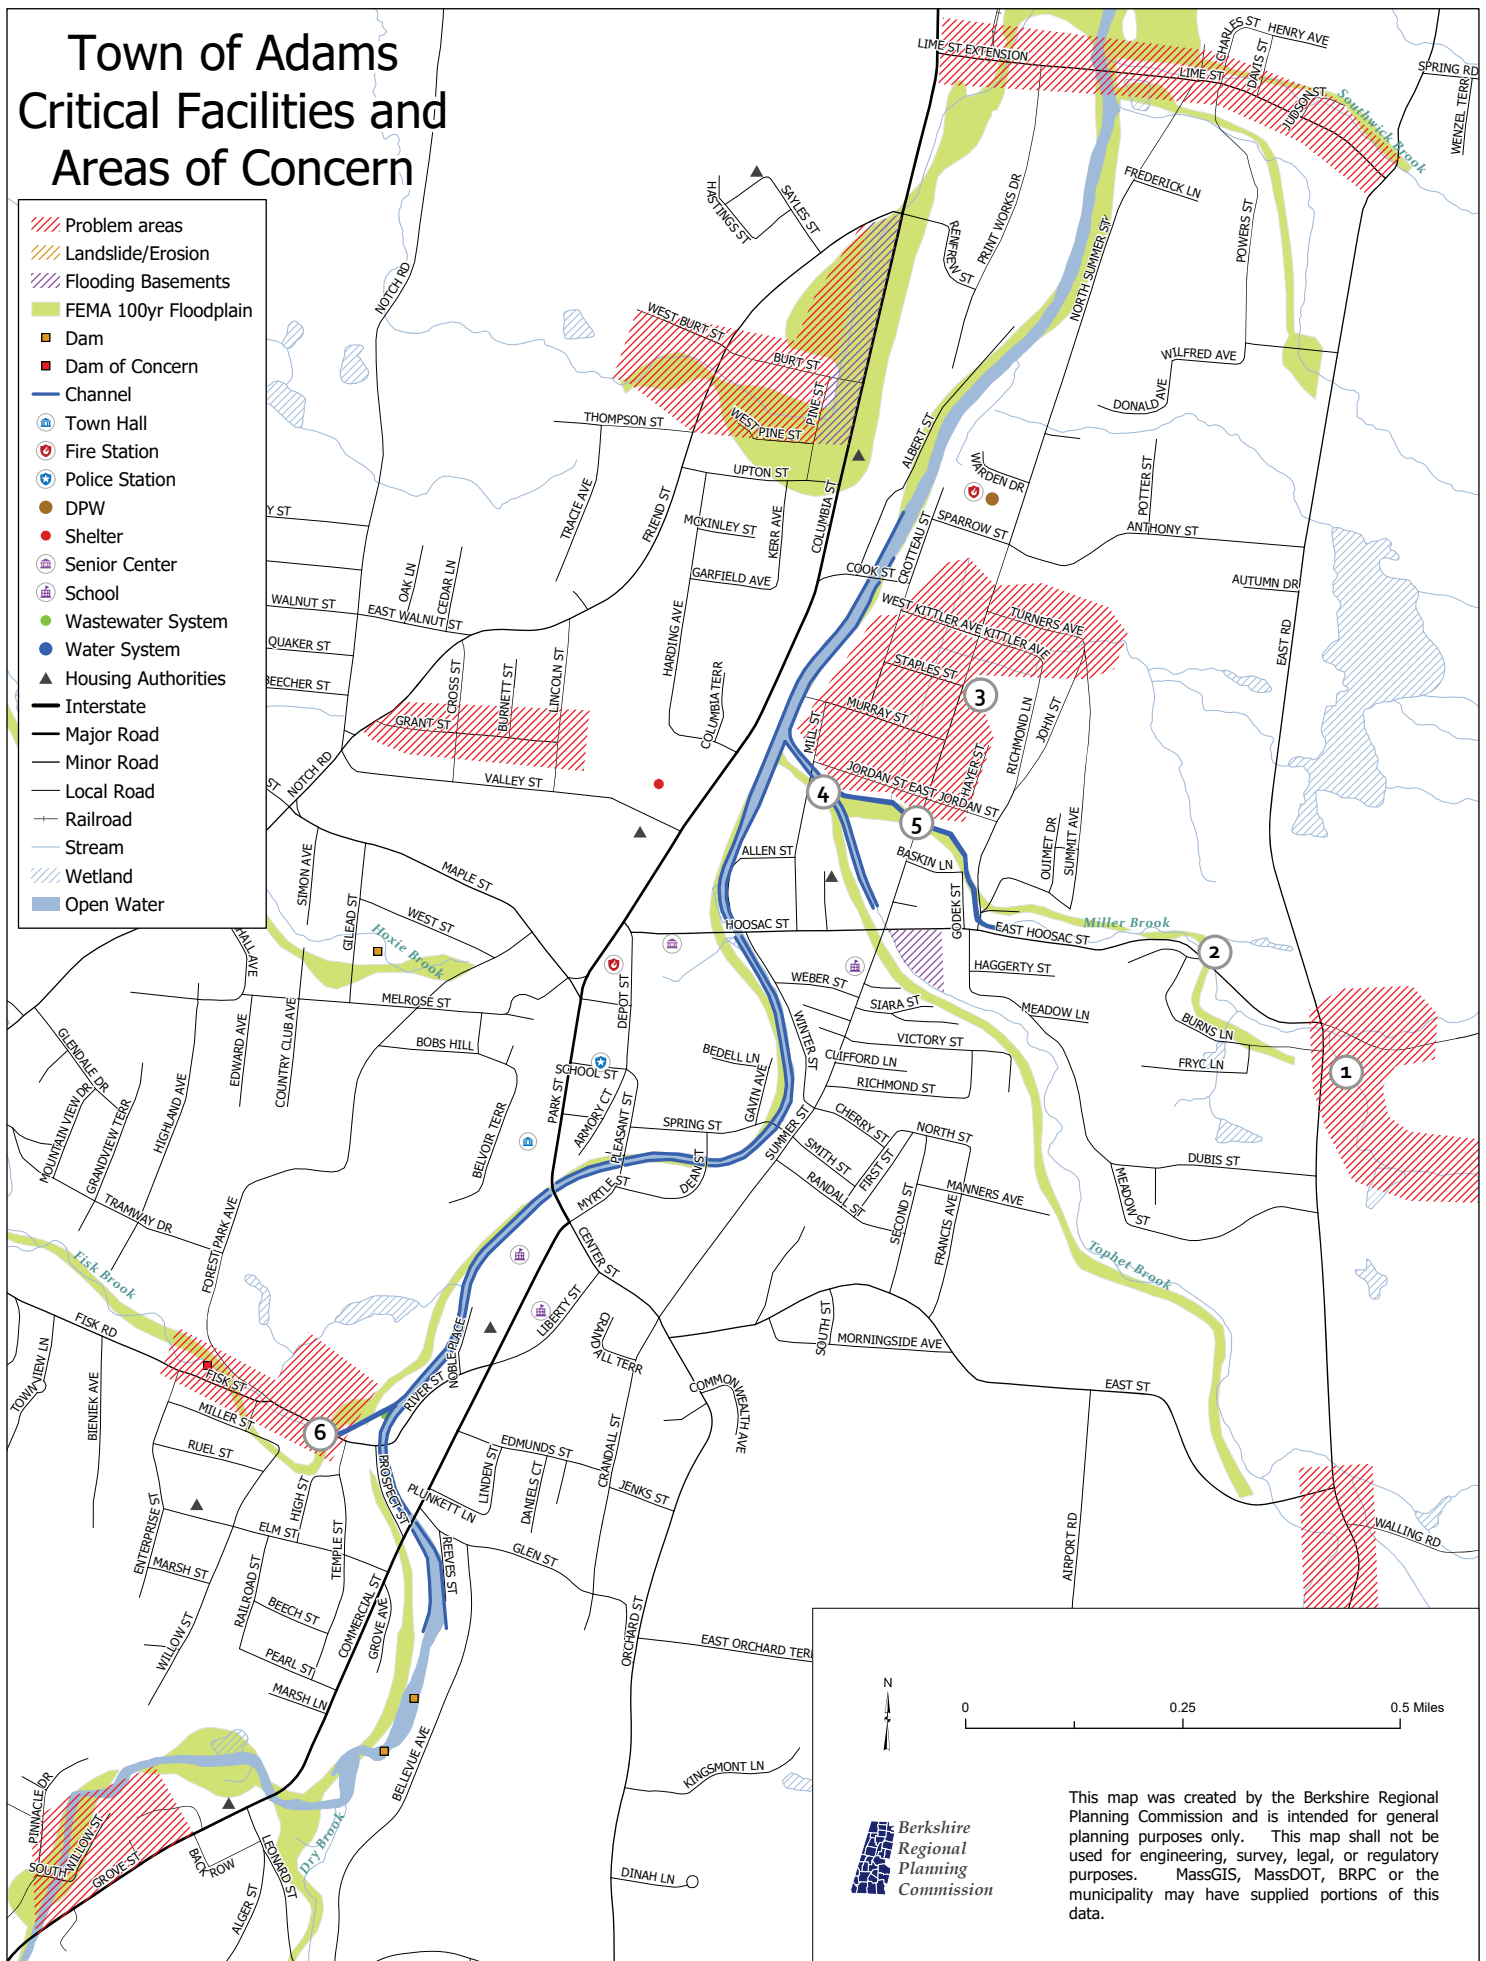 Town of Adams
Critical Facilities and
Areas of Concern
Problem areas
Landslide/Erosion
Flooding Basements
FEMA 100yr Floodplain
Dam
Dam of Concern
Channel
Town Hall
Fire Station
Police Station
DPW
Shelter
Senior Center
School
Wastewater System
Water System
Housing Authorities
Interstate
Major Road
Minor Road
Local Road
Railroad
Stream
Wetland
Open Water
LIME ST EXTENSION
LIME ST
CHARLES ST
HENRY AVE
DAVIS ST
JUDSON ST
Southwick Brook
SPRING RD
WENZEL TERR
NOTCH RD
HASTINGS ST
SAYLES ST
RENFREW ST
PRINT WORKS DR
FREDERICK LN
NORTH SUMMER ST
POWERS ST
WEST BURT ST
BURT ST
PINE ST
WEST PINE ST
THOMPSON ST
UPTON ST
TRACIE AVE
FRIEND ST
MCKINLEY ST
KERR AVE
COLUMBIA ST
GARFIELD AVE
HARDING AVE
COLUMBIA TERR
ALBERT ST
WILFRED AVE
DONALD AVE
WARDEN DR
POTTER ST
SPARROW ST
ANTHONY ST
CROTTEAU ST
COOK ST
AUTUMN DR
EAST RD
Y ST
OAK LN
CEDAR LN
WALNUT ST
EAST WALNUT ST
QUAKER ST
BEECHER ST
CROSS ST
BURNETT ST
LINCOLN ST
GRANT ST
VALLEY ST
NOTCH RD
ST
WEST KITTLER AVE
KITTLER AVE
TURNERS AVE
STAPLES ST
3
MURRAY ST
MILL ST
RICHMOND LN
JOHN ST
HAYER ST
JORDAN ST
EAST JORDAN ST
4
5
ALLEN ST
BASKIN LN
OUIMET DR
SUMMIT AVE
GODEK ST
HOOSAC ST
EAST HOOSAC ST
Miller Brook
2
SIMON AVE
GILEAD ST
MAPLE ST
WEST ST
Hoxie Brook
HALL AVE
MELROSE ST
BOBS HILL
EDWARD AVE
COUNTRY CLUB AVE
GLENDALE DR
MOUNTAIN VIEW DR
GRANDVIEW TERR
HIGHLAND AVE
TRAMWAY DR
FOREST PARK AVE
BELVOIR TERR
DEPOT ST
SCHOOL ST
PARK ST
ARMORY CT
PLEASANT ST
BEDELL LN
GAVIN AVE
SPRING ST
DEAN ST
MYRTLE ST
WEBER ST
WINTER ST
SIARA ST
VICTORY ST
CLIFFORD LN
RICHMOND ST
HAGGERTY ST
MEADOW LN
BURNS LN
FRYC LN
1
CHERRY ST
SMITH ST
SUMMER ST
RANDALL ST
FIRST ST
NORTH ST
SECOND ST
FRANCIS AVE
MANNERS AVE
MEADOW ST
DUBIS ST
Tophet Brook
Fisk Brook
FISK RD
TOWN VIEW LN
BIENIEK AVE
FISK ST
MILLER ST
RUEL ST
6
CENTER ST
LIBERTY ST
NOBLE PLACE
RIVER ST
CRANDALL TERR
COMMONWEALTH AVE
SOUTH ST
MORNINGSIDE AVE
EAST ST
CRANDALL ST
EDMUNDS ST
LINDEN ST
DANIELS CT
JENKS ST
PLUNKETT LN
PROSPECT ST
HIGH ST
ELM ST
TEMPLE ST
ENTERPRISE ST
MARSH ST
RAILROAD ST
BEECH ST
WILLOW ST
PEARL ST
MARSH LN
COMMERCIAL ST
GROVE AVE
REEVES ST
GLEN ST
ORCHARD ST
EAST ORCHARD TER
AIRPORT RD
WALLING RD
BELLEVUE AVE
KINGSMONT LN
DINAH LN
PINNACLE DR
SOUTH WILLOW ST
GROVE ST
BACK ROW
LEONARD ST
ALGER ST
Dry Brook
N
0
0.25
0.5 Miles
Berkshire
Regional
Planning
Commission
This map was created by the Berkshire Regional
Planning Commission and is intended for general
planning purposes only. This map shall not be
used for engineering, survey, legal, or regulatory
purposes. MassGIS, MassDOT, BRPC or the
municipality may have supplied portions of this
data.